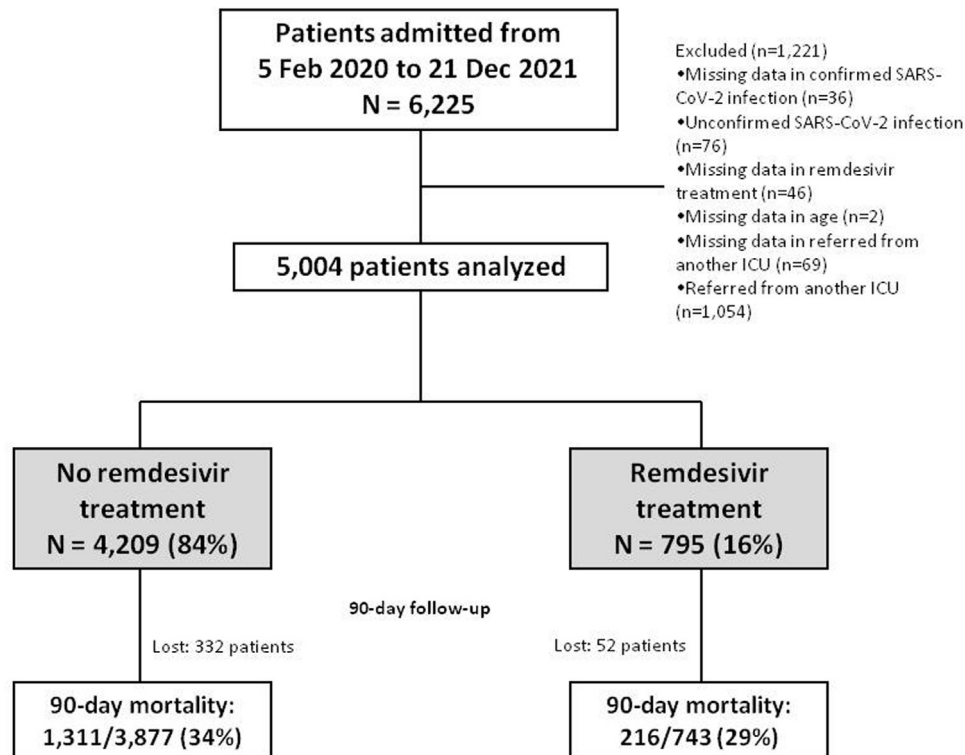 Patients admitted from
5 Feb 2020 to 21 Dec 2021
N = 6,225
Excluded (n=1,221)
•Missing data in confirmed SARS-
CoV-2 infection (n=36)
•Unconfirmed SARS-CoV-2 infection
(n=76)
•Missing data in remdesivir
treatment (n=46)
•Missing data in age (n=2)
•Missing data in referred from
another ICU (n=69)
•Referred from another ICU
(n=1,054)
5,004 patients analyzed
No remdesivir
treatment
N = 4,209 (84%)
Remdesivir
treatment
N = 795 (16%)
90-day follow-up
Lost: 332 patients
Lost: 52 patients
90-day mortality:
1,311/3,877 (34%)
90-day mortality:
216/743 (29%)